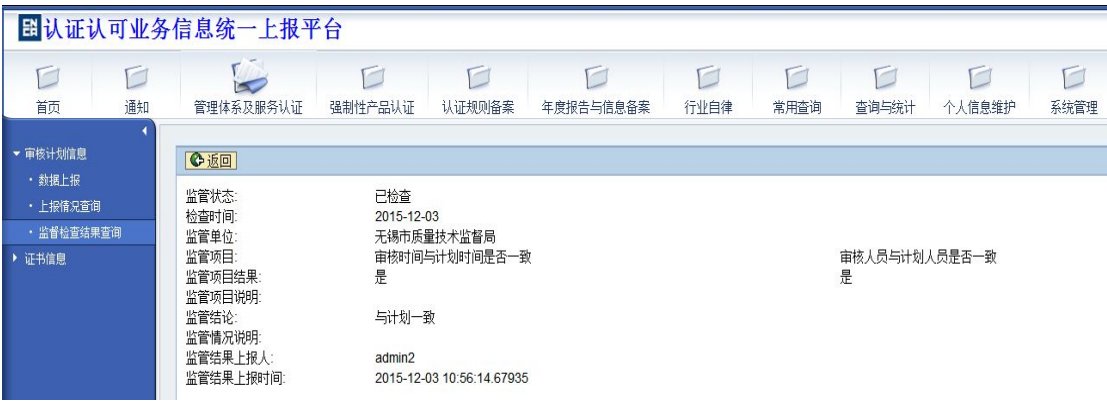 认证认可业务信息统一上报平台
首页 通知 管理体系及服务认证 强制性产品认证 认证规则备案 年度报告与信息备案 行业自律 常用查询 查询与统计 个人信息维护 系统管理
审核计划信息
· 数据上报
· 上报情况查询
· 监督检查结果查询
证书信息
返回
监管状态: 已检查
检查时间: 2015-12-03
监管单位: 无锡市质量技术监督局
监管项目: 审核时间与计划时间是否一致 审核人员与计划人员是否一致
监管项目结果: 是 是
监管项目说明:
监管结论: 与计划一致
监管情况说明:
监管结果上报人: admin2
监管结果上报时间: 2015-12-03 10:56:14.67935